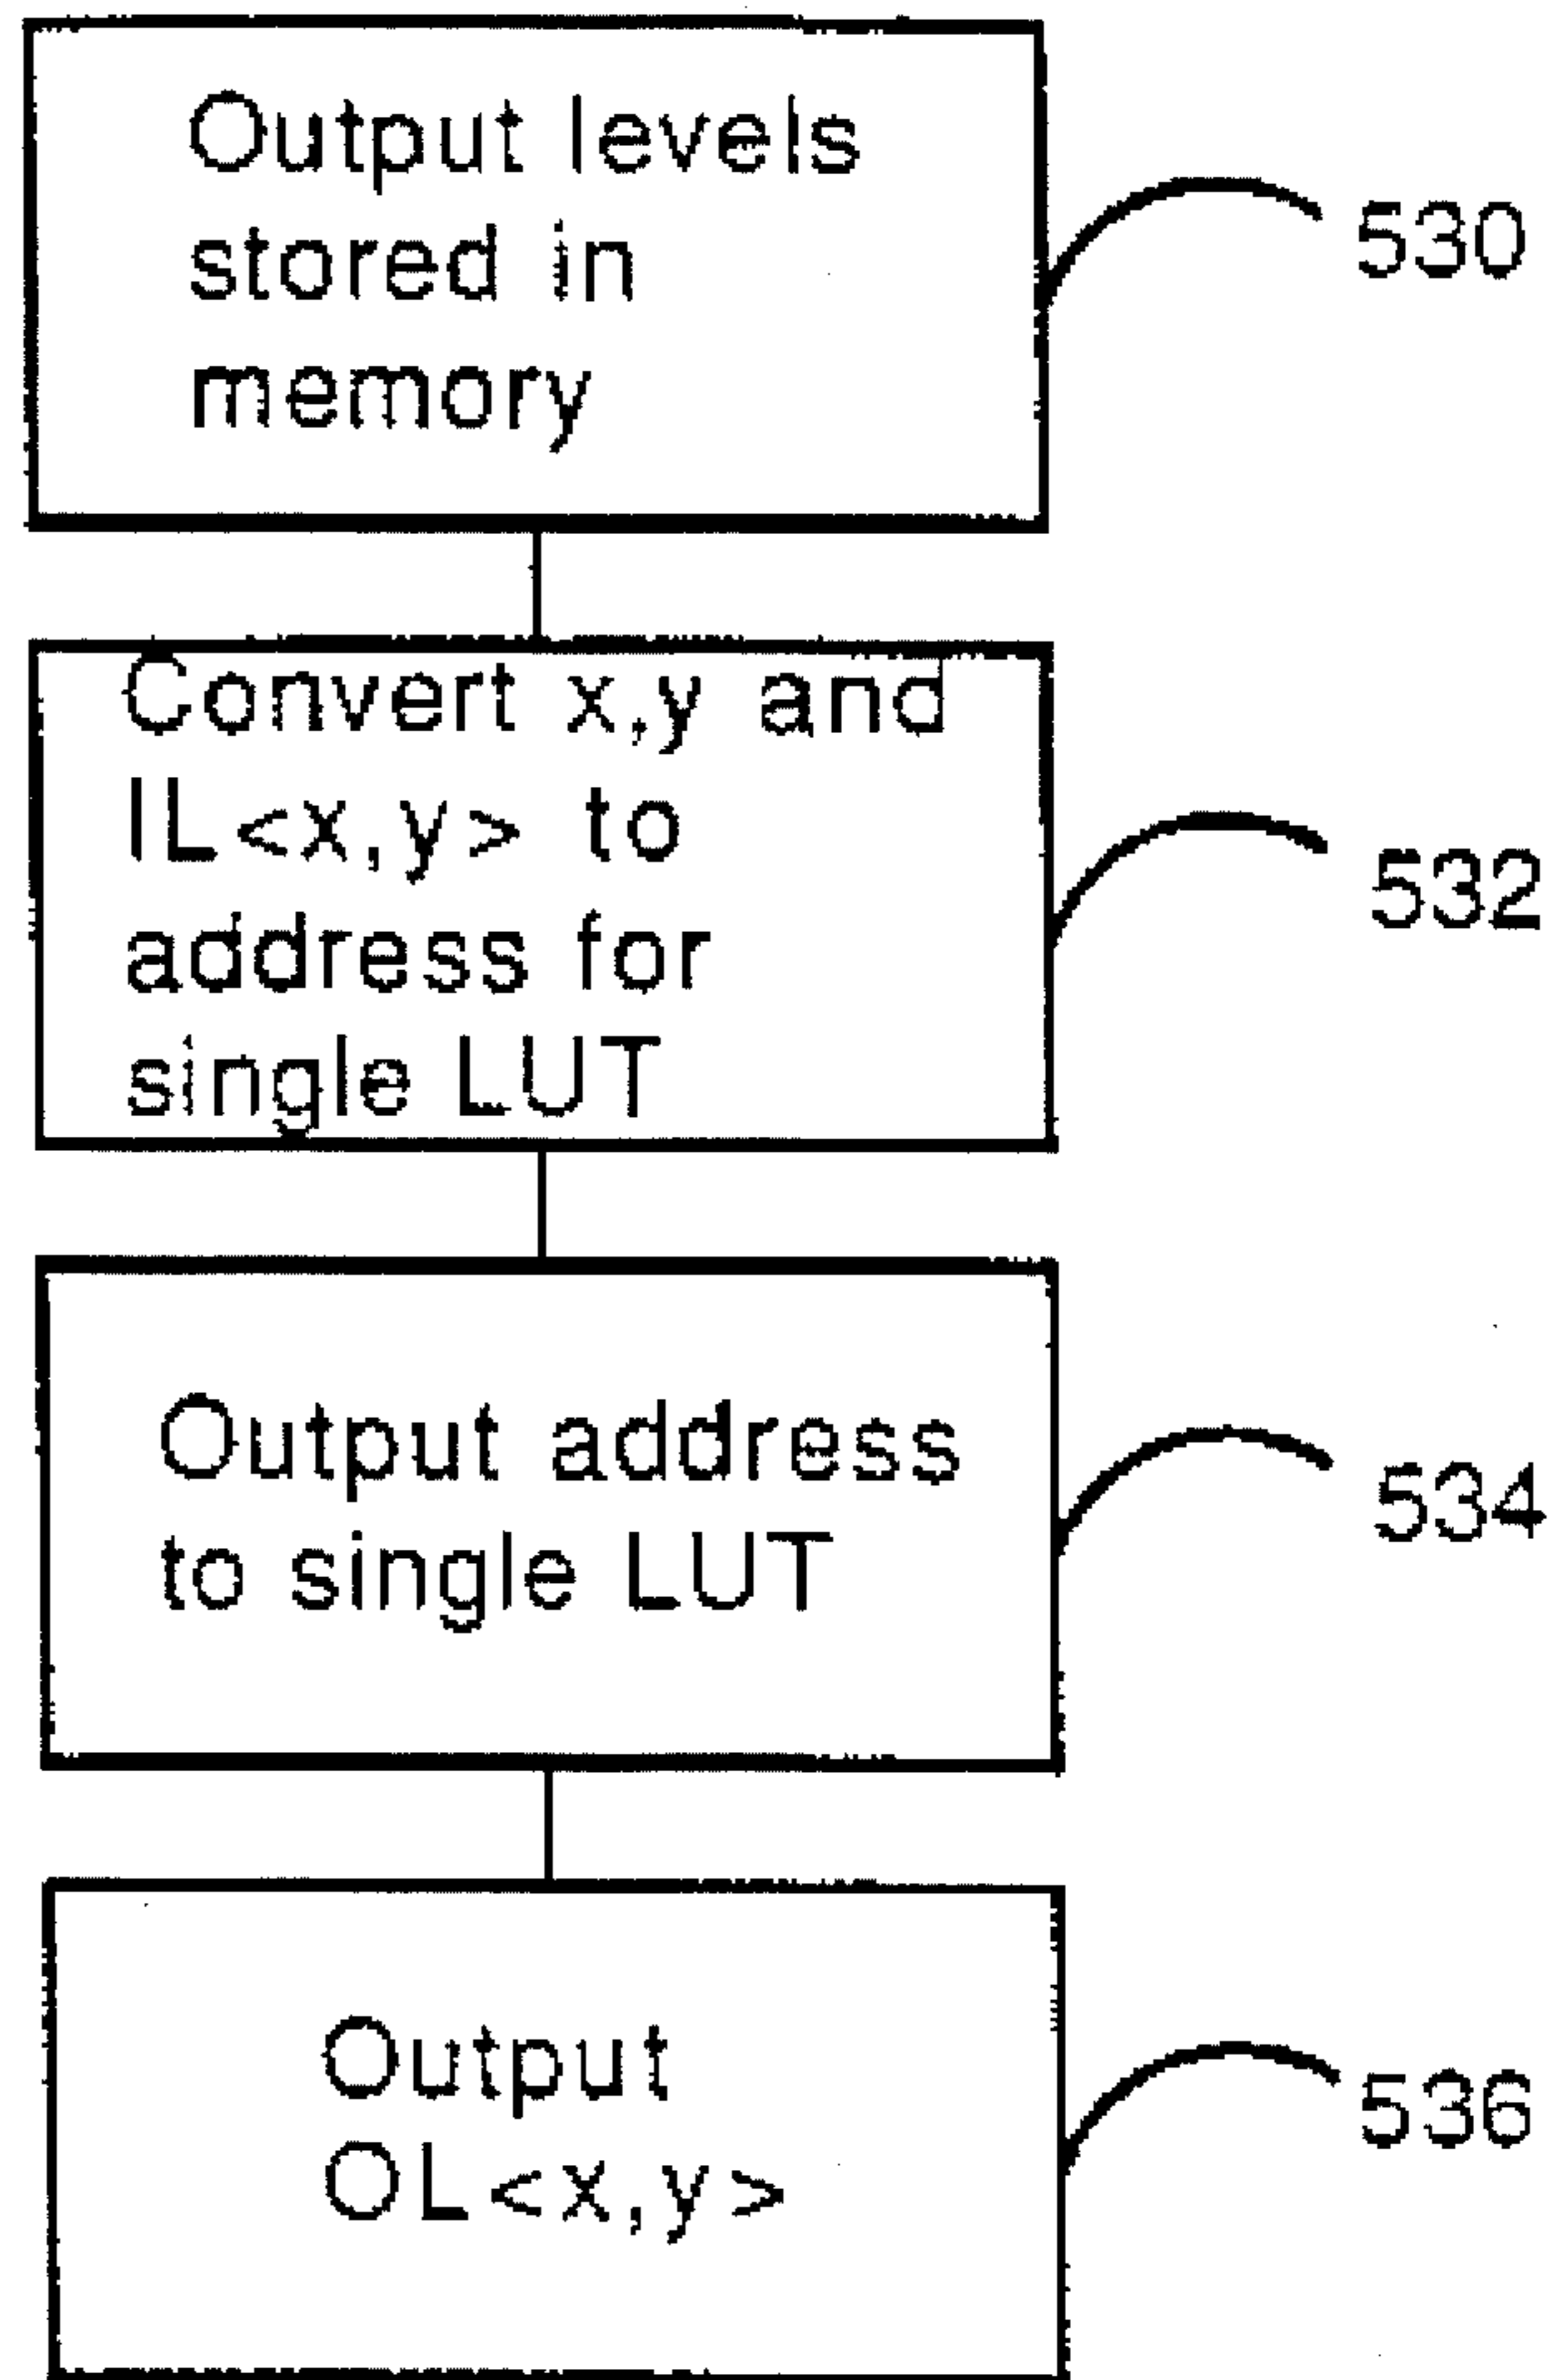 Output levels
stored in
memory
530
Convert x,y and
IL<x,y> to
address for
single LUT
532
Output address
to single LUT
534
Output
OL<x,y>
536